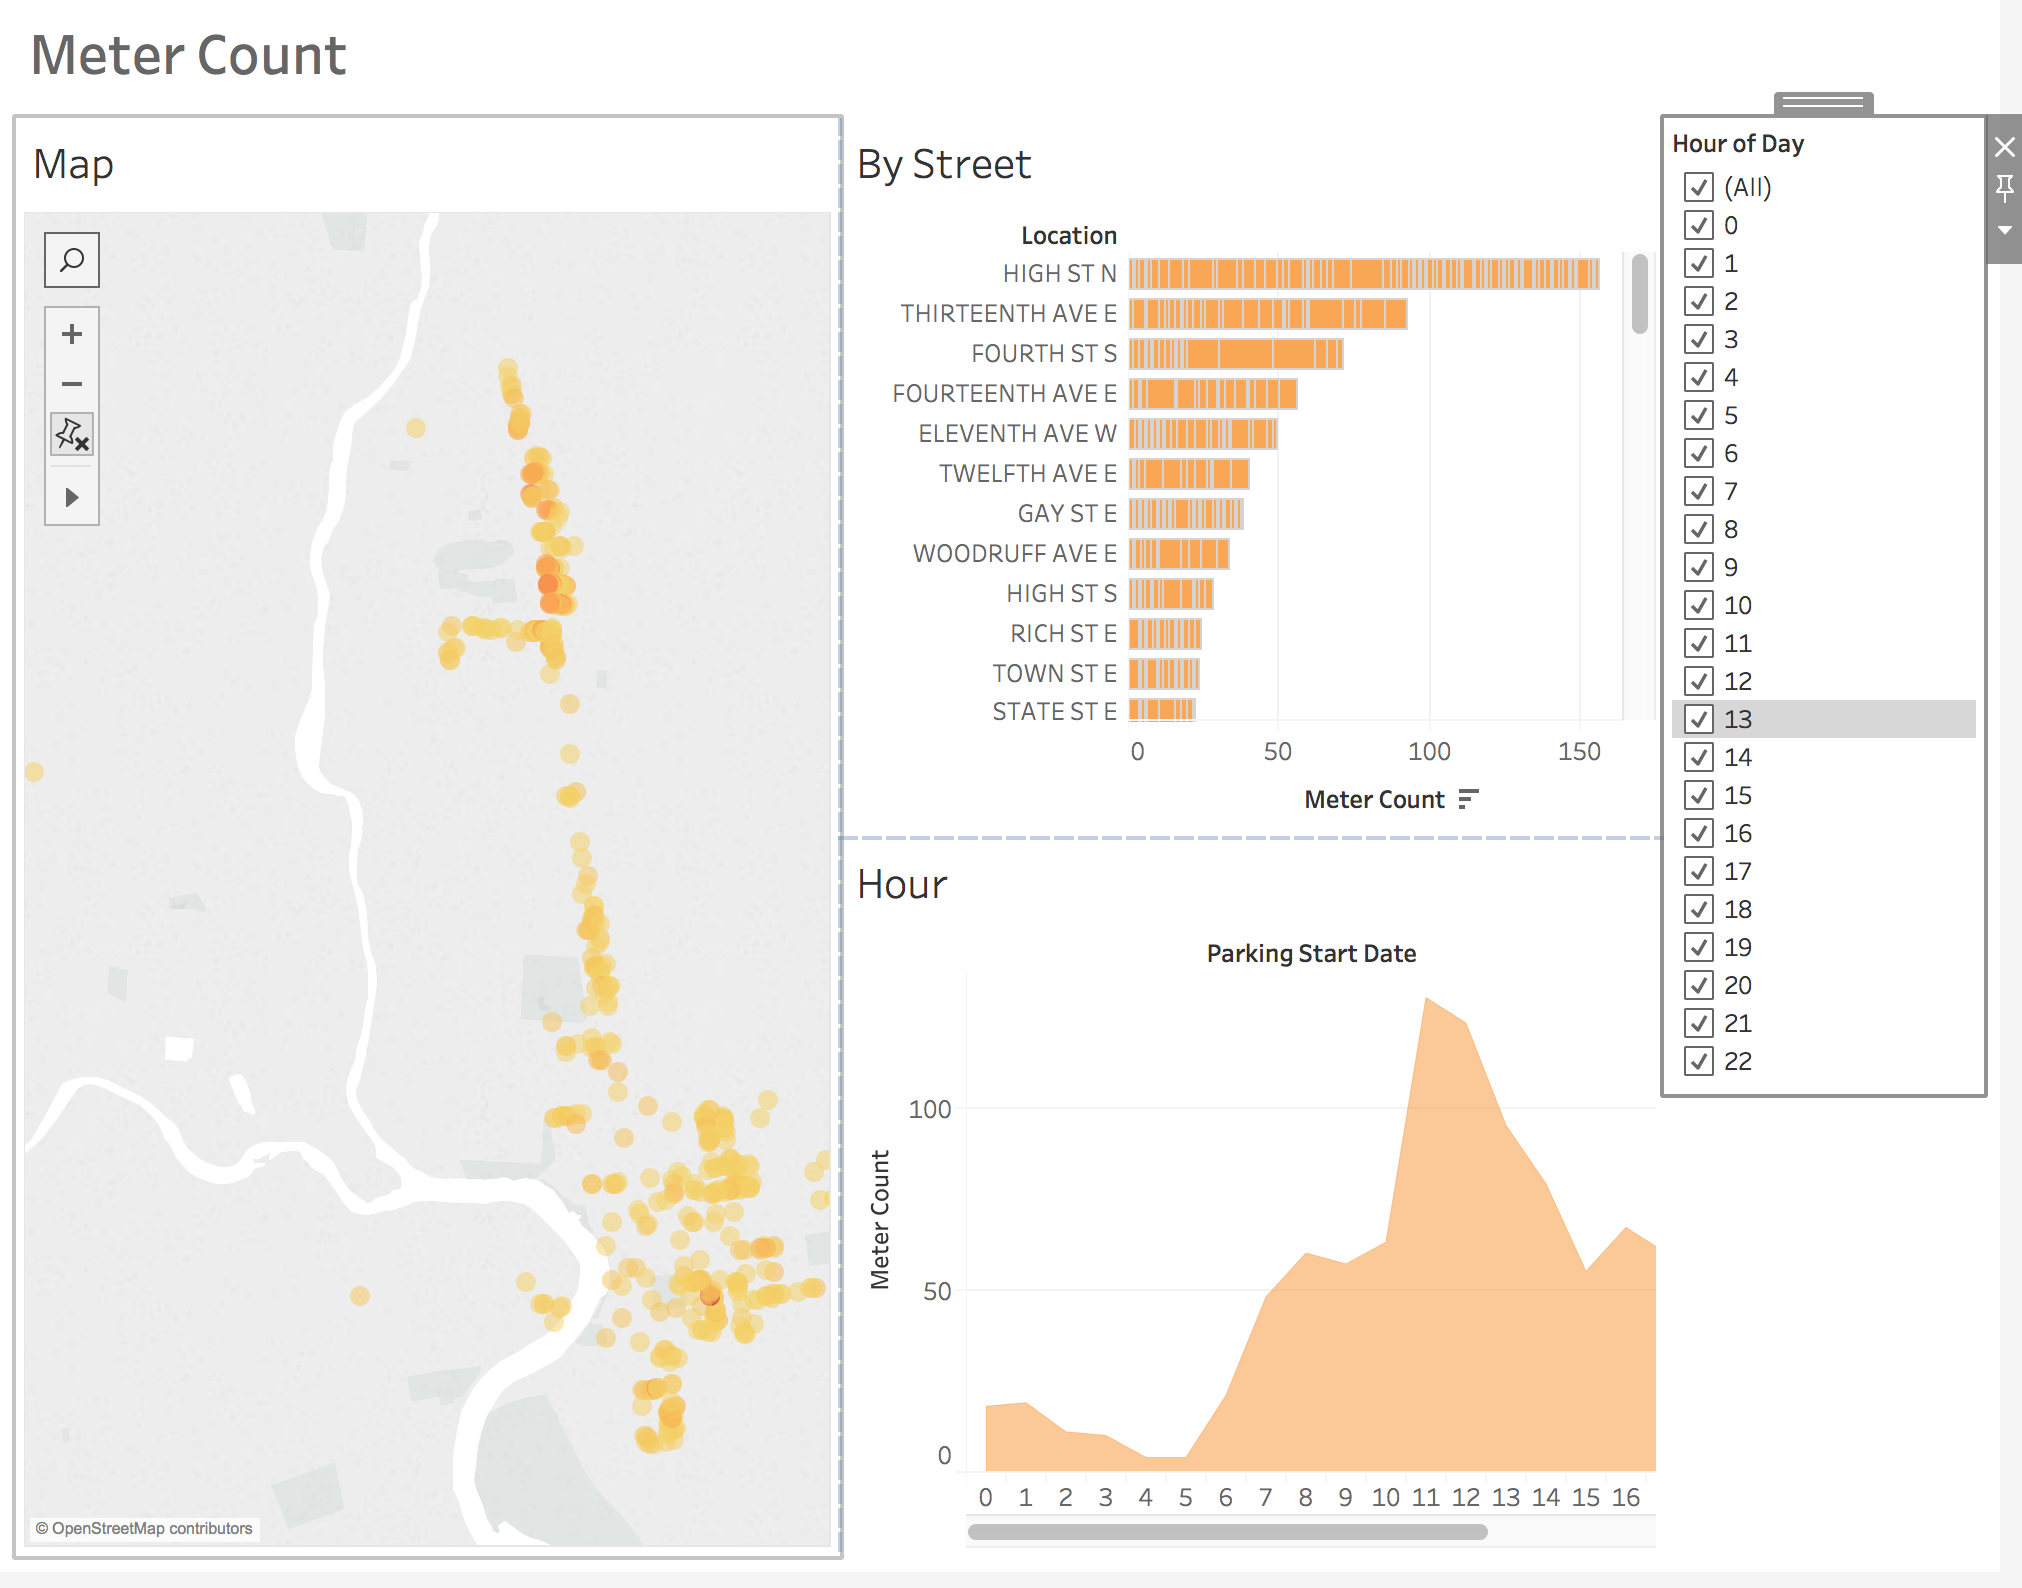 Meter Count
Map
© OpenStreetMap contributors
By Street
Location
HIGH ST N
THIRTEENTH AVE E
FOURTH ST S
FOURTEENTH AVE E
ELEVENTH AVE W
TWELFTH AVE E
GAY ST E
WOODRUFF AVE E
HIGH ST S
RICH ST E
TOWN ST E
STATE ST E
0 50 100 150
Meter Count
Hour
Parking Start Date
Meter Count
100
50
0
0 1 2 3 4 5 6 7 8 9 10 11 12 13 14 15 16
Hour of Day
(All)
0
1
2
3
4
5
6
7
8
9
10
11
12
13
14
15
16
17
18
19
20
21
22